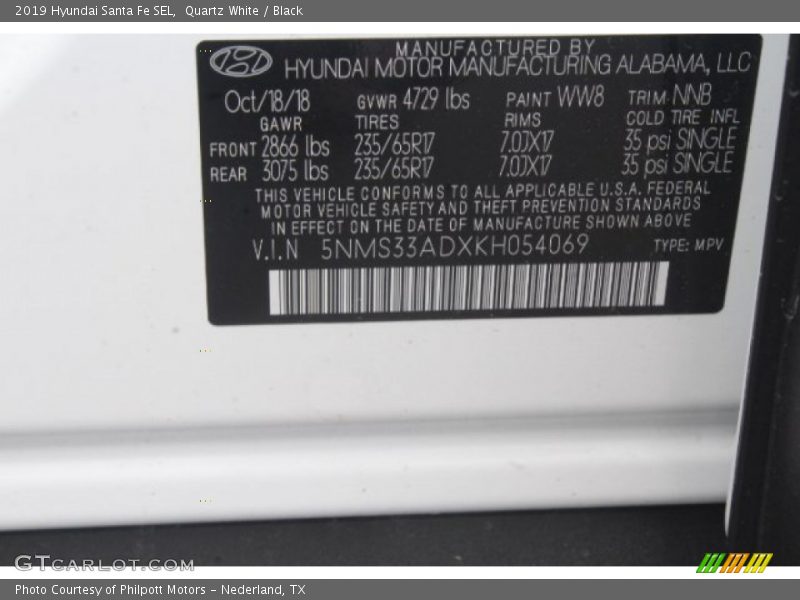 2019 Hyundai Santa Fe SEL,  Quartz White / Black
MANUFACTURED BY
HYUNDAI MOTOR MANUFACTURING ALABAMA, LLC
Oct/18/18 GVWR 4729 lbs PAINT WW8 TRIM NNB
GAWR TIRES RIMS COLD TIRE INFL
FRONT 2866 lbs 235/65R17 7.0JX17 35 psi SINGLE
REAR 3075 lbs 235/65R17 7.0JX17 35 psi SINGLE
THIS VEHICLE CONFORMS TO ALL APPLICABLE U.S.A. FEDERAL
MOTOR VEHICLE SAFETY AND THEFT PREVENTION STANDARDS
IN EFFECT ON THE DATE OF MANUFACTURE SHOWN ABOVE
V.I.N 5NMS33ADXKH054069 TYPE: MPV
GTCARLOT.COM
Photo Courtesy of Philpott Motors - Nederland, TX